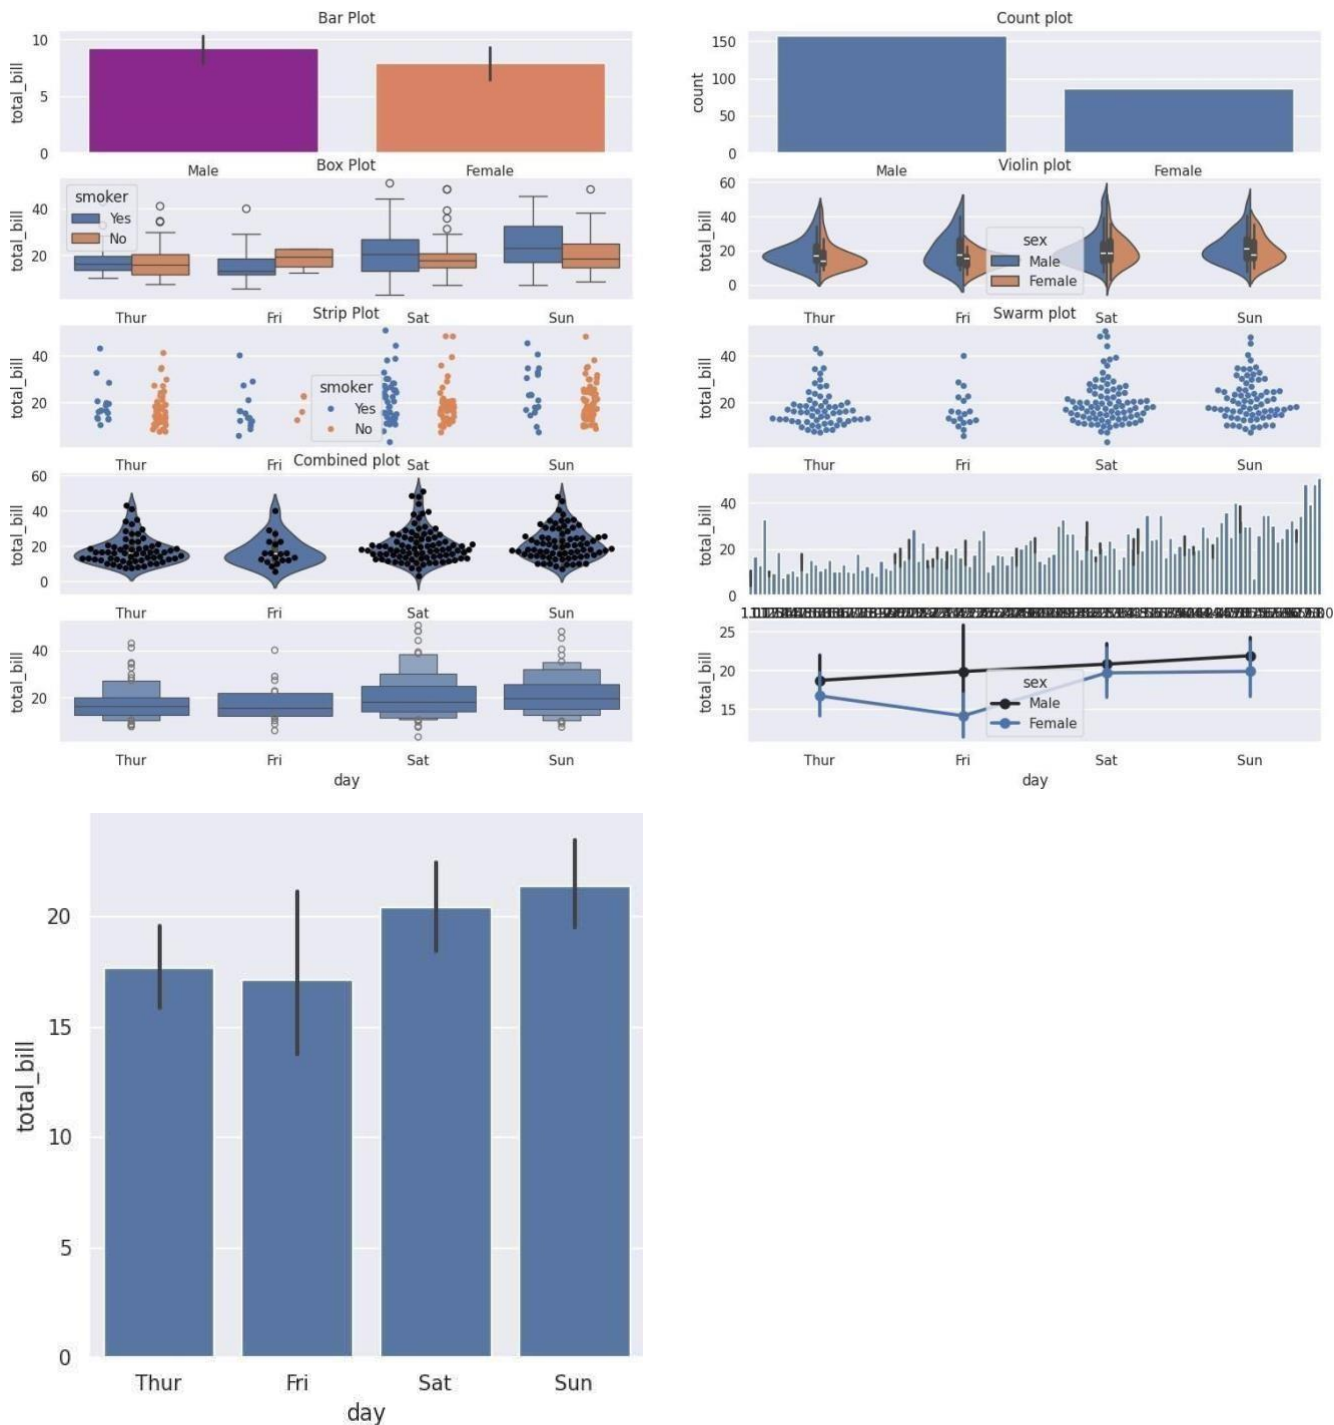 Bar Plot
10
5
0
total_bill
Male
Female
Count plot
150
100
50
0
count
Male
Female
Box Plot
smoker
Yes
No
40
20
total_bill
Thur
Fri
Sat
Sun
Violin plot
60
40
20
0
total_bill
sex
Male
Female
Thur
Fri
Sat
Sun
Strip Plot
40
20
total_bill
smoker
Yes
No
Thur
Fri
Sat
Sun
Swarm plot
40
20
total_bill
Thur
Fri
Sat
Sun
Combined plot
60
40
20
0
total_bill
Thur
Fri
Sat
Sun
40
20
0
total_bill
40
20
total_bill
Thur
Fri
Sat
Sun
day
25
20
15
total_bill
sex
Male
Female
Thur
Fri
Sat
Sun
day
20
15
10
5
0
total_bill
Thur
Fri
Sat
Sun
day